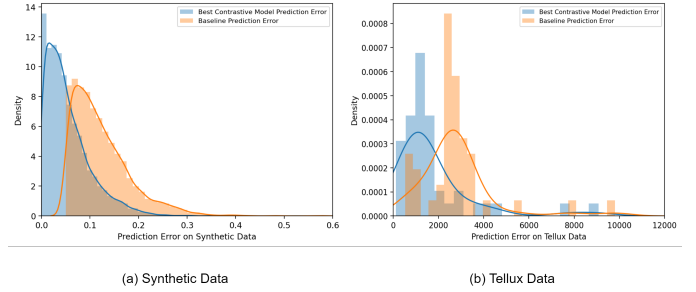 Best Contrastive Model Prediction Error
Baseline Prediction Error
14
12
10
8
6
4
2
0
Density
0.0 0.1 0.2 0.3 0.4 0.5 0.6
Prediction Error on Synthetic Data
(a) Synthetic Data
Best Contrastive Model Prediction Error
Baseline Prediction Error
0.0008
0.0007
0.0006
0.0005
0.0004
0.0003
0.0002
0.0001
0.0000
Density
0 2000 4000 6000 8000 10000 12000
Prediction Error on Tellux Data
(b) Tellux Data